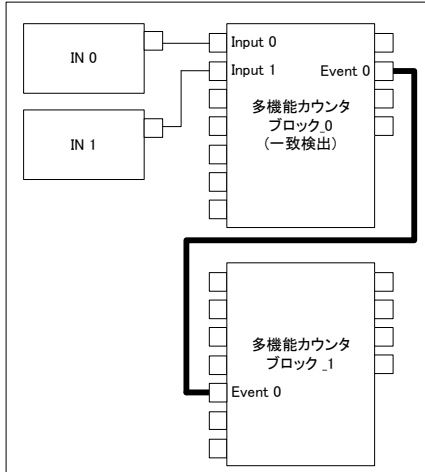 IN 0
Input 0
Input 1
Event 0
IN 1
多機能カウンタ
ブロック_0
(一致検出)
多機能カウンタ
ブロック _1
Event 0